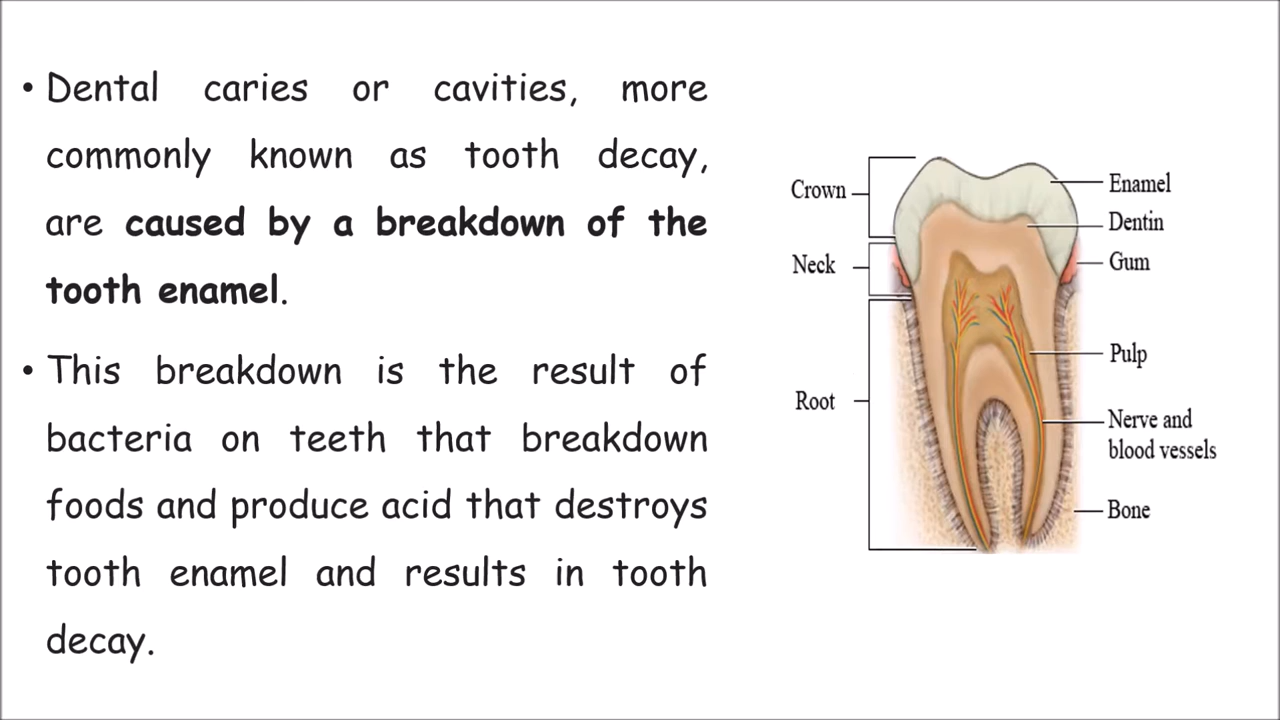 • Dental caries or cavities, more
commonly known as tooth decay,
are caused by a breakdown of the
tooth enamel.
• This breakdown is the result of
bacteria on teeth that breakdown
foods and produce acid that destroys
tooth enamel and results in tooth
decay.
Crown
Neck
Root
Enamel
Dentin
Gum
Pulp
Nerve and
blood vessels
Bone